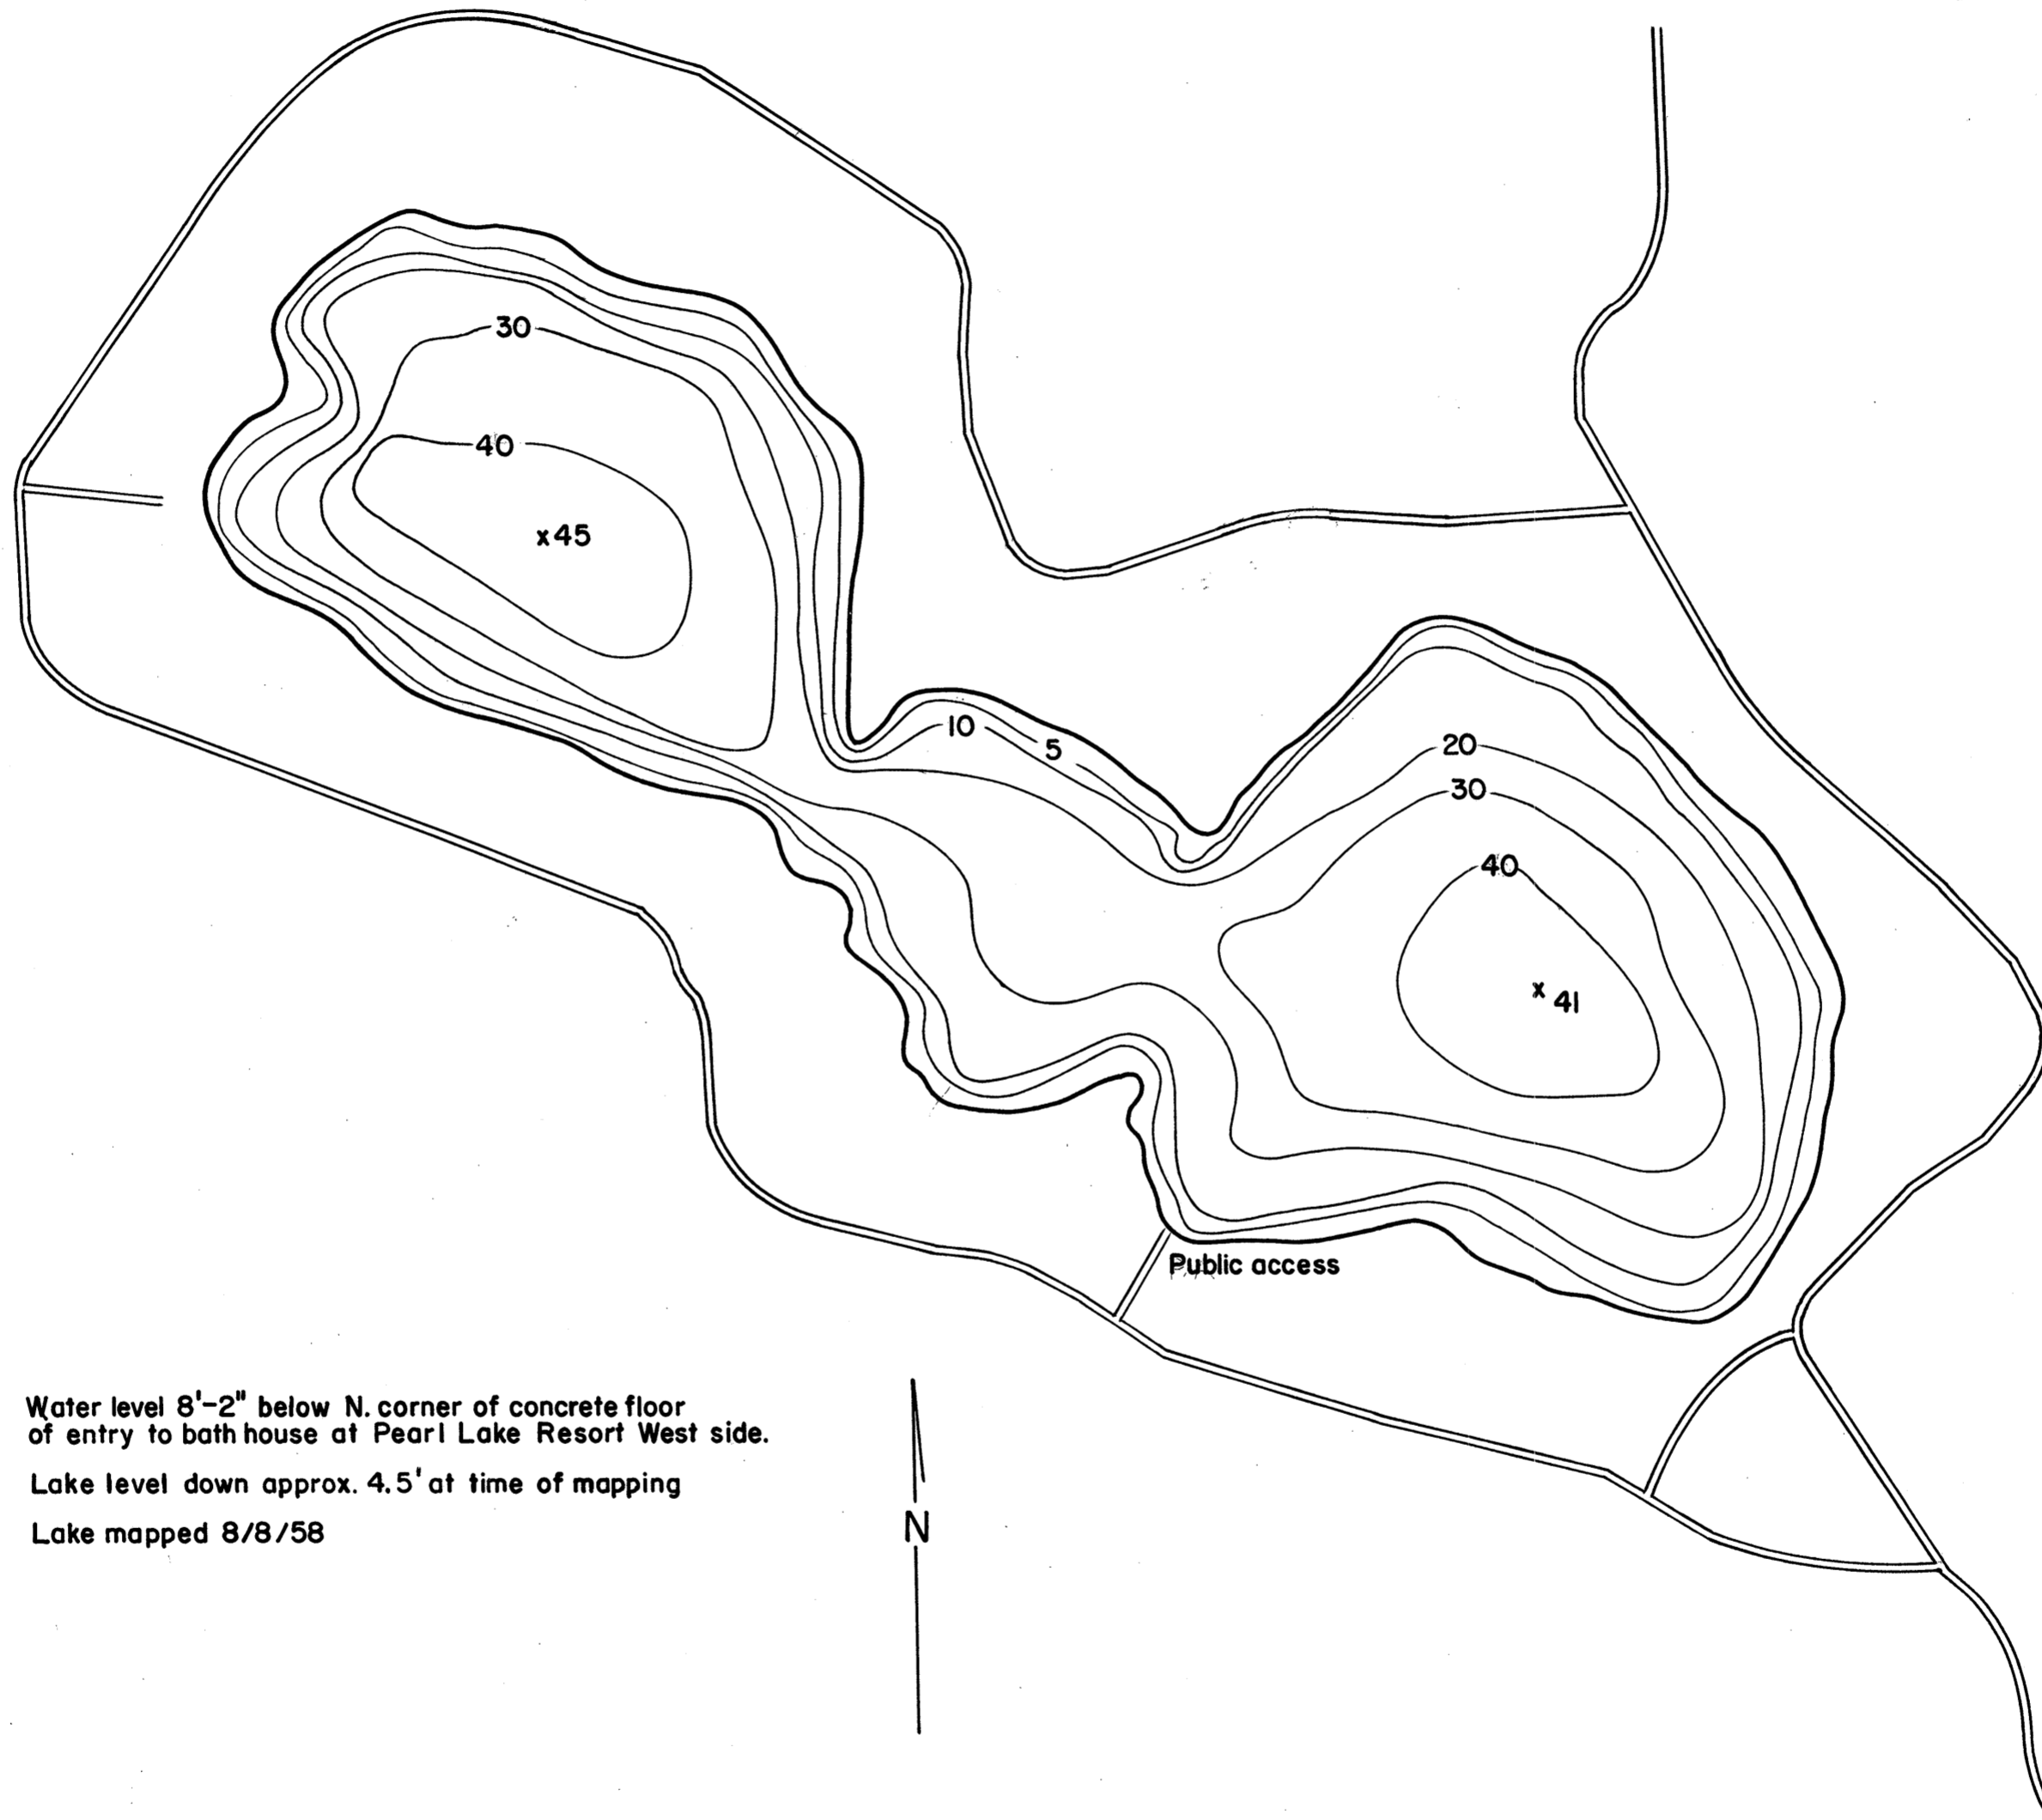 30
40
x45
10
5
20
30
40
x 41
Public access
Water level 8'-2" below N. corner of concrete floor
of entry to bath house at Pearl Lake Resort West side.
Lake level down approx. 4.5' at time of mapping
Lake mapped 8/8/58
N